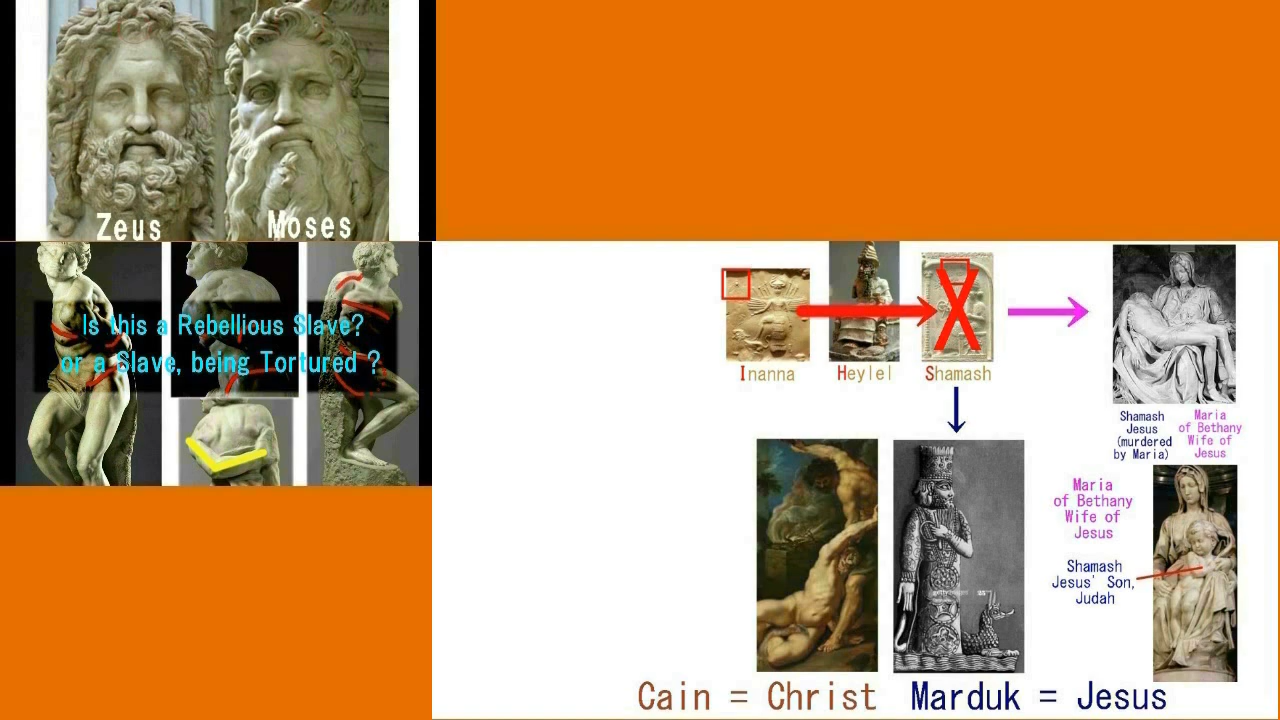 Zeus
Moses
Is this a Rebellious Slave?
or a Slave, being Tortured ?
Inanna
Heylel
Shamash
Shamash
Jesus
(murdered
by Maria)
Maria
of Bethany
Wife of
Jesus
Maria
of Bethany
Wife of
Jesus
Shamash
Jesus' Son,
Judah
Cain = Christ
Marduk = Jesus